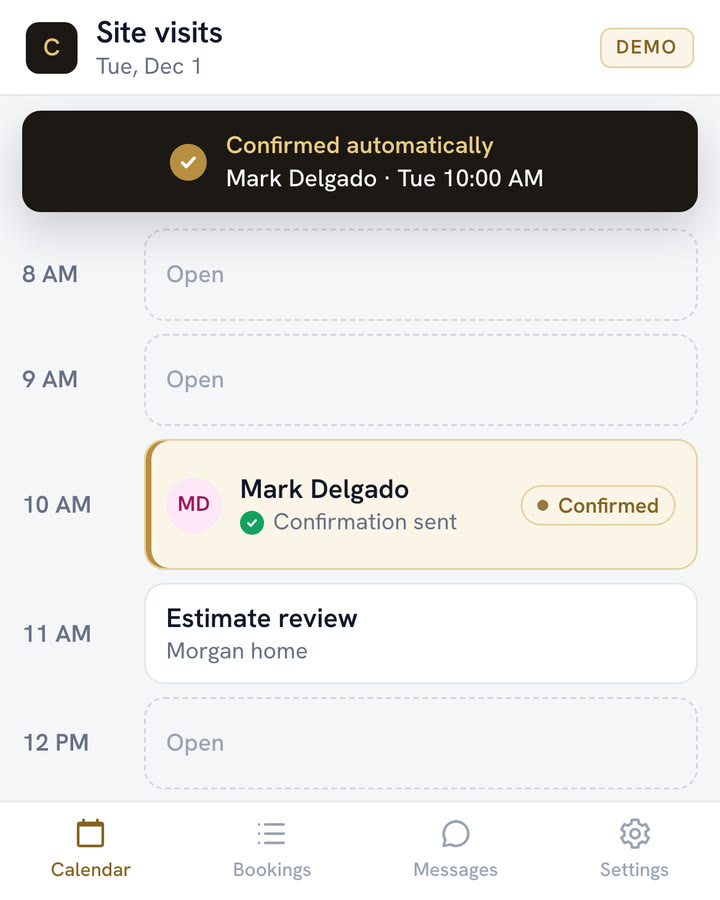 C
Site visits
Tue, Dec 1
DEMO
Confirmed automatically
Mark Delgado · Tue 10:00 AM
8 AM
Open
9 AM
Open
10 AM
MD
Mark Delgado
Confirmation sent
Confirmed
11 AM
Estimate review
Morgan home
12 PM
Open
Calendar
Bookings
Messages
Settings